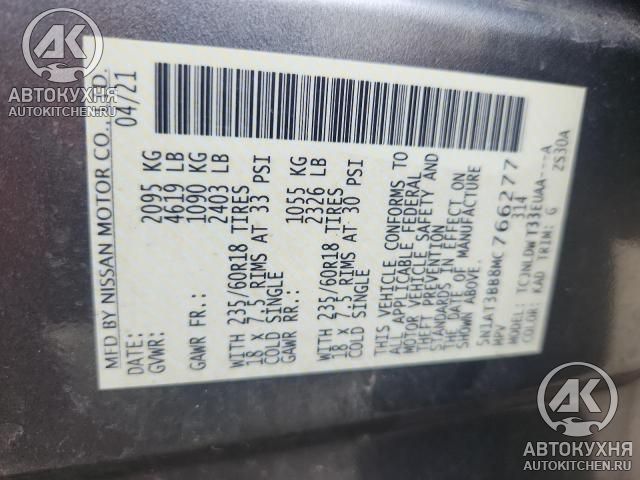 MFD BY NISSAN MOTOR CO., LTD.
DATE: 04/21
GVWR: 2095 KG
4619 LB
GAWR FR.: 1090 KG
2403 LB
WITH 235/60R18 TIRES
18 x 7.5 RIMS AT 33 PSI
COLD SINGLE
GAWR RR.: 1055 KG
2326 LB
WITH 235/60R18 TIRES
18 x 7.5 RIMS AT 30 PSI
COLD SINGLE
THIS VEHICLE CONFORMS TO
ALL APPLICABLE FEDERAL
MOTOR VEHICLE SAFETY AND
THEFT PREVENTION
STANDARDS IN EFFECT ON
THE DATE OF MANUFACTURE
SHOWN ABOVE.
5N1AT3BB8MC766277
MPV 314
MODEL: TCJNLDWT33EUAA---A
COLOR: KAD TRIM: G ZS30A
АК
АВТОКУХНЯ
AUTOKITCHEN.RU
АК
АВТОКУХНЯ
AUTOKITCHEN.RU